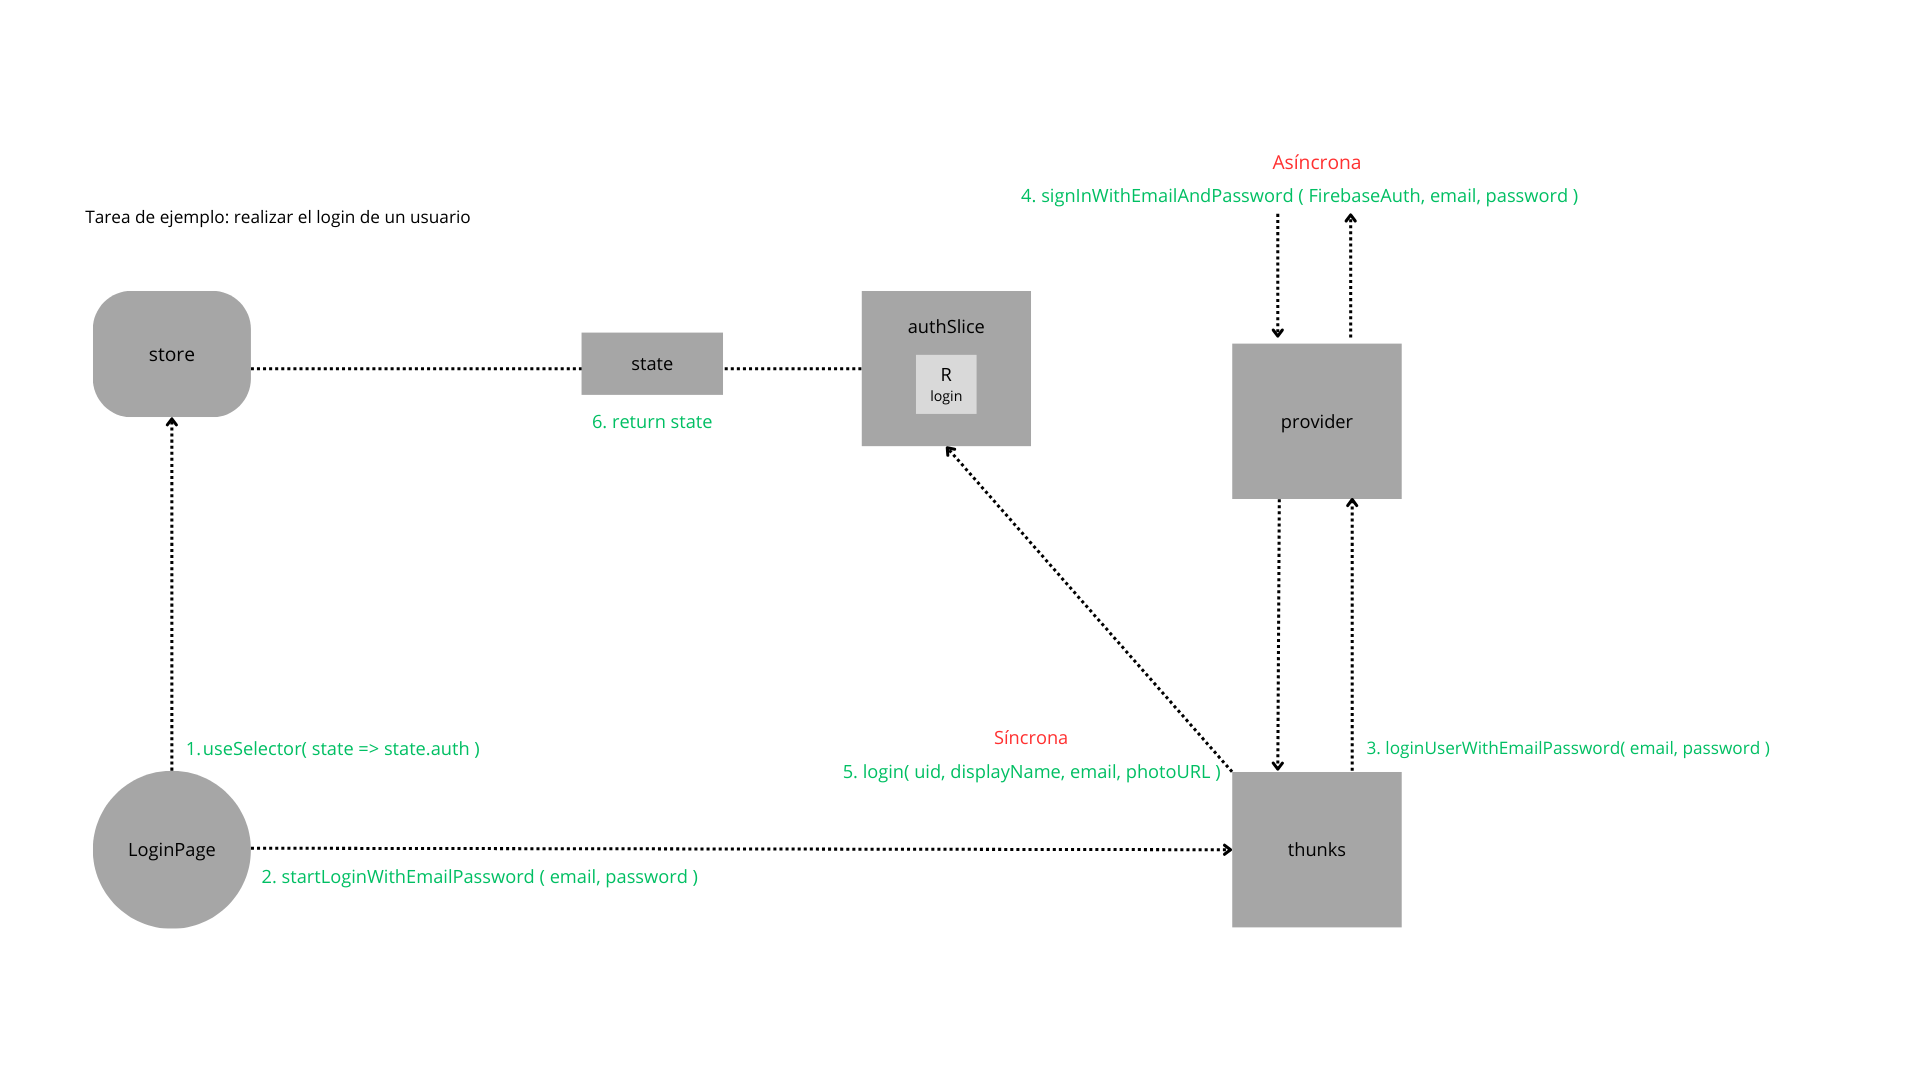 Asíncrona
4. signInWithEmailAndPassword ( FirebaseAuth, email, password )
Tarea de ejemplo: realizar el login de un usuario
store
state
6. return state
authSlice
R
login
provider
1.useSelector( state => state.auth )
Síncrona
5. login( uid, displayName, email, photoURL )
3. loginUserWithEmailPassword( email, password )
LoginPage
2. startLoginWithEmailPassword ( email, password )
thunks